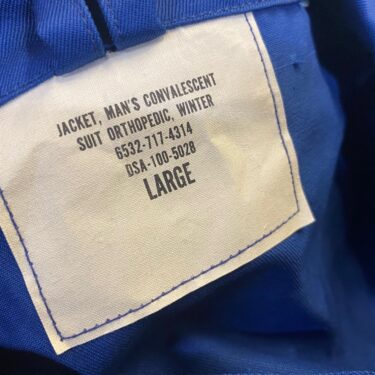 JACKET, MAN'S CONVALESCENT
SUIT ORTHOPEDIC, WINTER
6532-717-4314
DSA-100-5028
LARGE